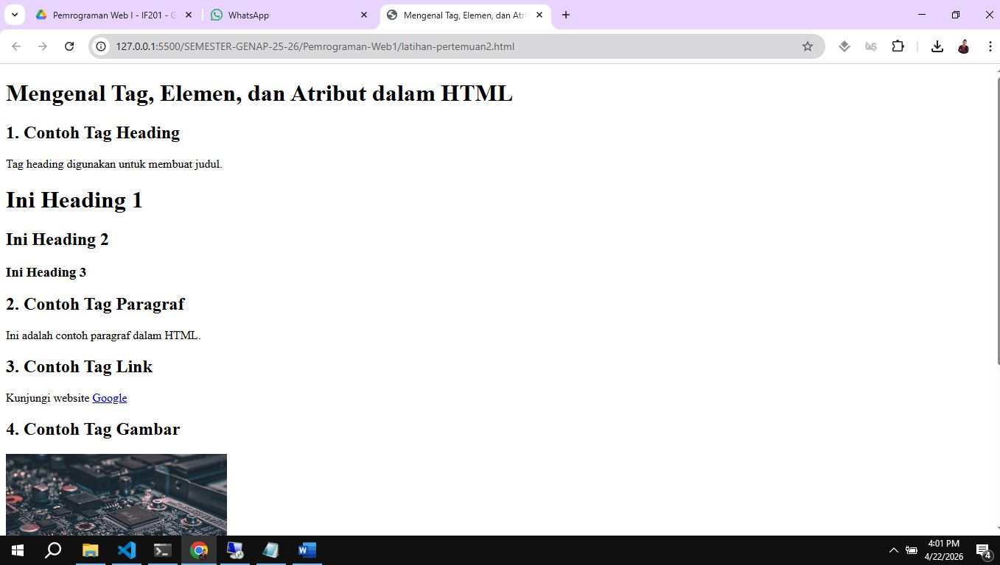 Pemrograman Web I - IF201 - G
WhatsApp
Mengenal Tag, Elemen, dan Atri
127.0.0.1:5500/SEMESTER-GENAP-25-26/Pemrograman-Web1/latihan-pertemuan2.html
Mengenal Tag, Elemen, dan Atribut dalam HTML
1. Contoh Tag Heading
Tag heading digunakan untuk membuat judul.
Ini Heading 1
Ini Heading 2
Ini Heading 3
2. Contoh Tag Paragraf
Ini adalah contoh paragraf dalam HTML.
3. Contoh Tag Link
Kunjungi website Google
4. Contoh Tag Gambar
4:01 PM
4/22/2026
4